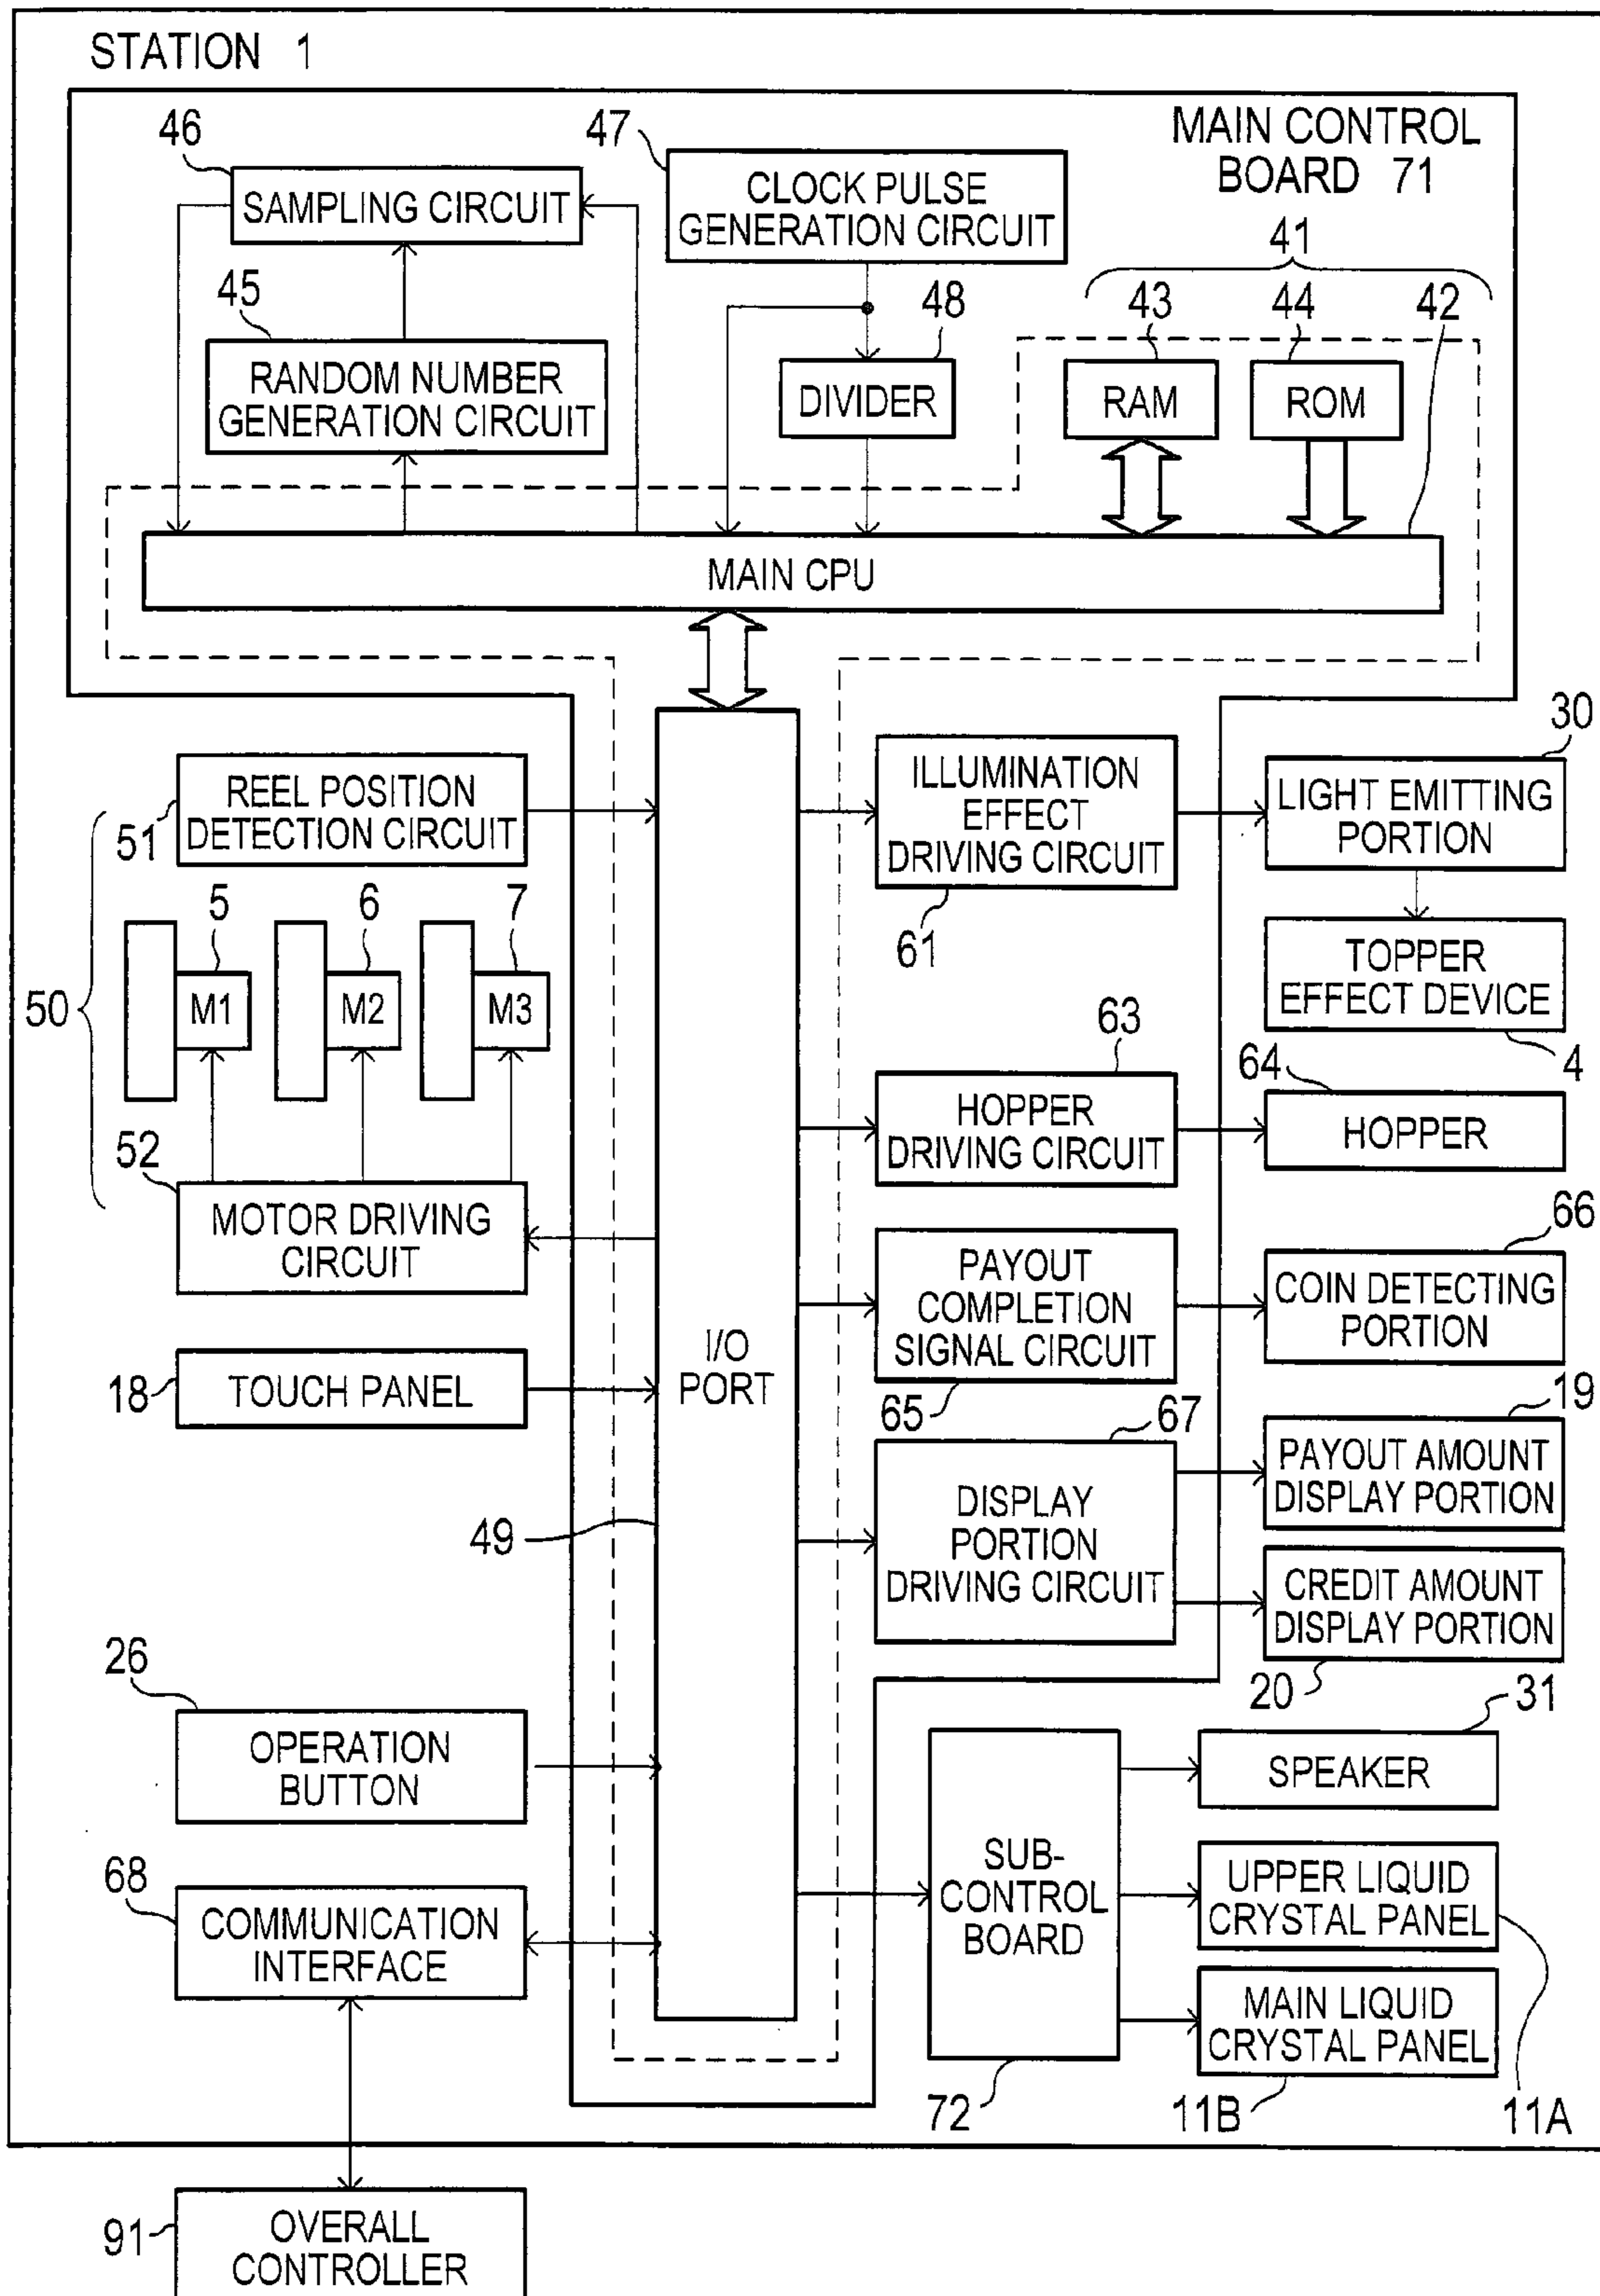 STATION 1
MAIN CONTROL
BOARD 71
46
SAMPLING CIRCUIT
47
CLOCK PULSE
GENERATION CIRCUIT
41
45
RANDOM NUMBER
GENERATION CIRCUIT
48
DIVIDER
43
RAM
44
ROM
42
MAIN CPU
51
REEL POSITION
DETECTION CIRCUIT
50
5
M1
6
M2
7
M3
52
MOTOR DRIVING
CIRCUIT
18
TOUCH PANEL
I/O
PORT
49
26
OPERATION
BUTTON
68
COMMUNICATION
INTERFACE
ILLUMINATION
EFFECT
DRIVING CIRCUIT
61
30
LIGHT EMITTING
PORTION
TOPPER
EFFECT DEVICE
4
63
HOPPER
DRIVING CIRCUIT
64
HOPPER
PAYOUT
COMPLETION
SIGNAL CIRCUIT
65
66
COIN DETECTING
PORTION
67
DISPLAY
PORTION
DRIVING CIRCUIT
19
PAYOUT AMOUNT
DISPLAY PORTION
CREDIT AMOUNT
DISPLAY PORTION
20
SUB-
CONTROL
BOARD
72
31
SPEAKER
UPPER LIQUID
CRYSTAL PANEL
11A
MAIN LIQUID
CRYSTAL PANEL
11B
91
OVERALL
CONTROLLER